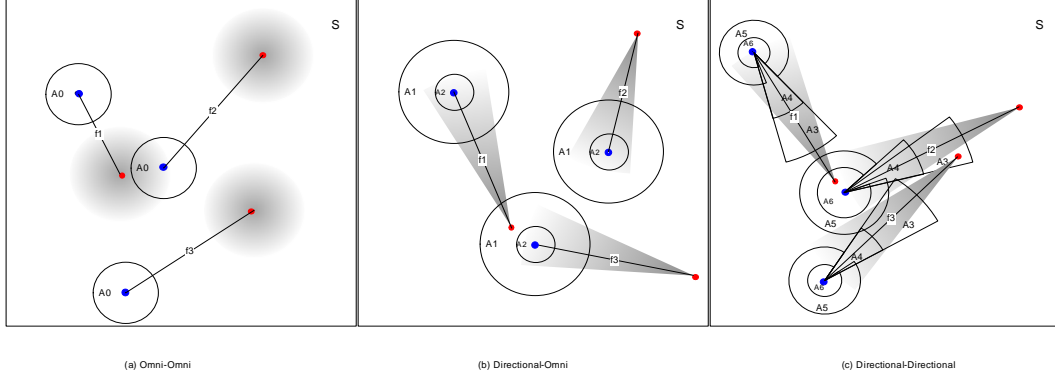 S
A0
f1
A0
f2
f3
A0
(a) Omni-Omni
S
A1
A2
f1
f2
A1
A2
A1
A2
f3
(b) Directional-Omni
S
A5
A6
A4
f1
A3
f2
A3
A4
A6
A5
f3
A3
A4
A6
A5
(c) Directional-Directional